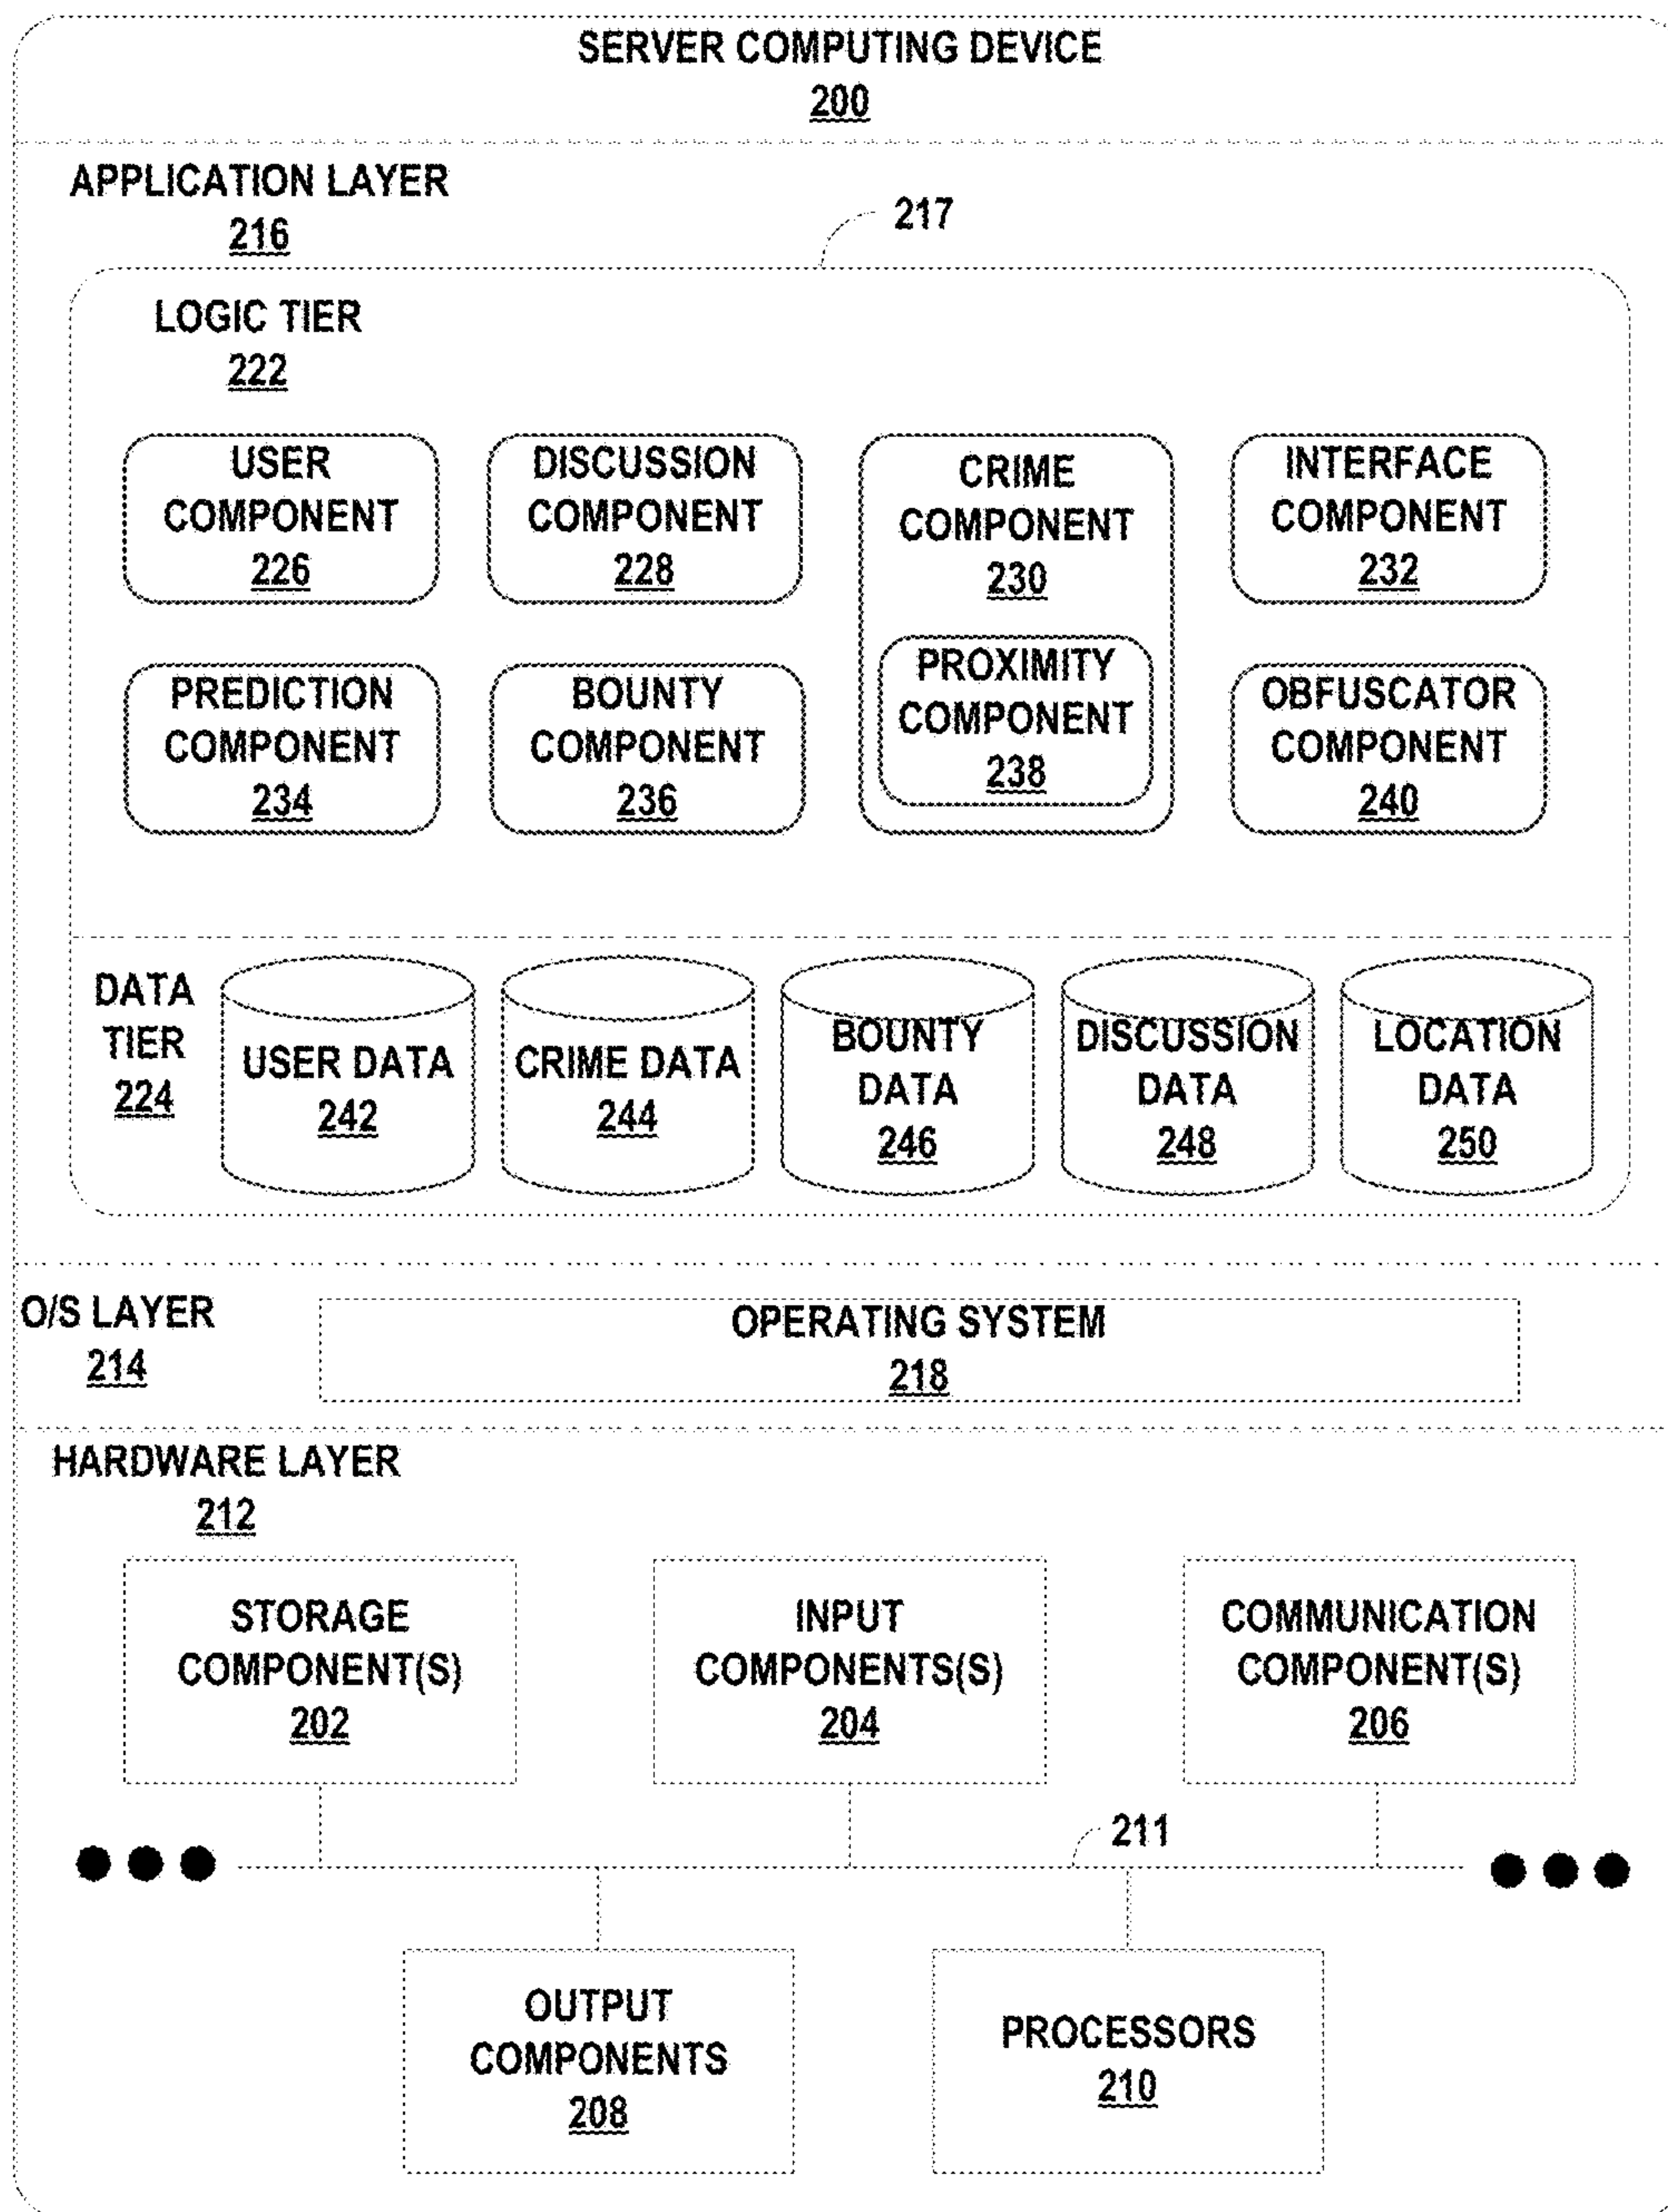 SERVER COMPUTING DEVICE
200
APPLICATION LAYER
216
217
LOGIC TIER
222
USER
COMPONENT
226
DISCUSSION
COMPONENT
228
CRIME
COMPONENT
230
INTERFACE
COMPONENT
232
PREDICTION
COMPONENT
234
BOUNTY
COMPONENT
236
PROXIMITY
COMPONENT
238
OBFUSCATOR
COMPONENT
240
DATA
TIER
224
USER DATA
242
CRIME DATA
244
BOUNTY
DATA
246
DISCUSSION
DATA
248
LOCATION
DATA
250
O/S LAYER
214
OPERATING SYSTEM
218
HARDWARE LAYER
212
STORAGE
COMPONENT(S)
202
INPUT
COMPONENTS(S)
204
COMMUNICATION
COMPONENT(S)
206
211
OUTPUT
COMPONENTS
208
PROCESSORS
210